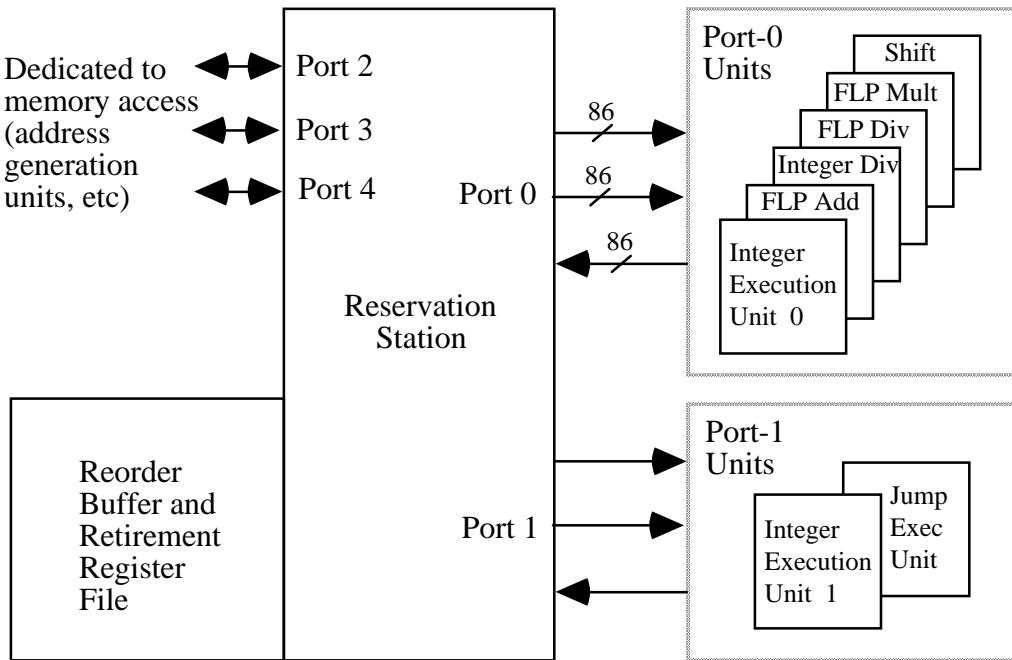 Dedicated to
memory access
(address
generation
units, etc)
Port 2
Port 3
Port 4
Port 0
Reservation
Station
Port 1
Reorder
Buffer and
Retirement
Register
File
86
86
86
Port-0
Units
Shift
FLP Mult
FLP Div
Integer Div
FLP Add
Integer
Execution
Unit 0
Port-1
Units
Jump
Exec
Unit
Integer
Execution
Unit 1